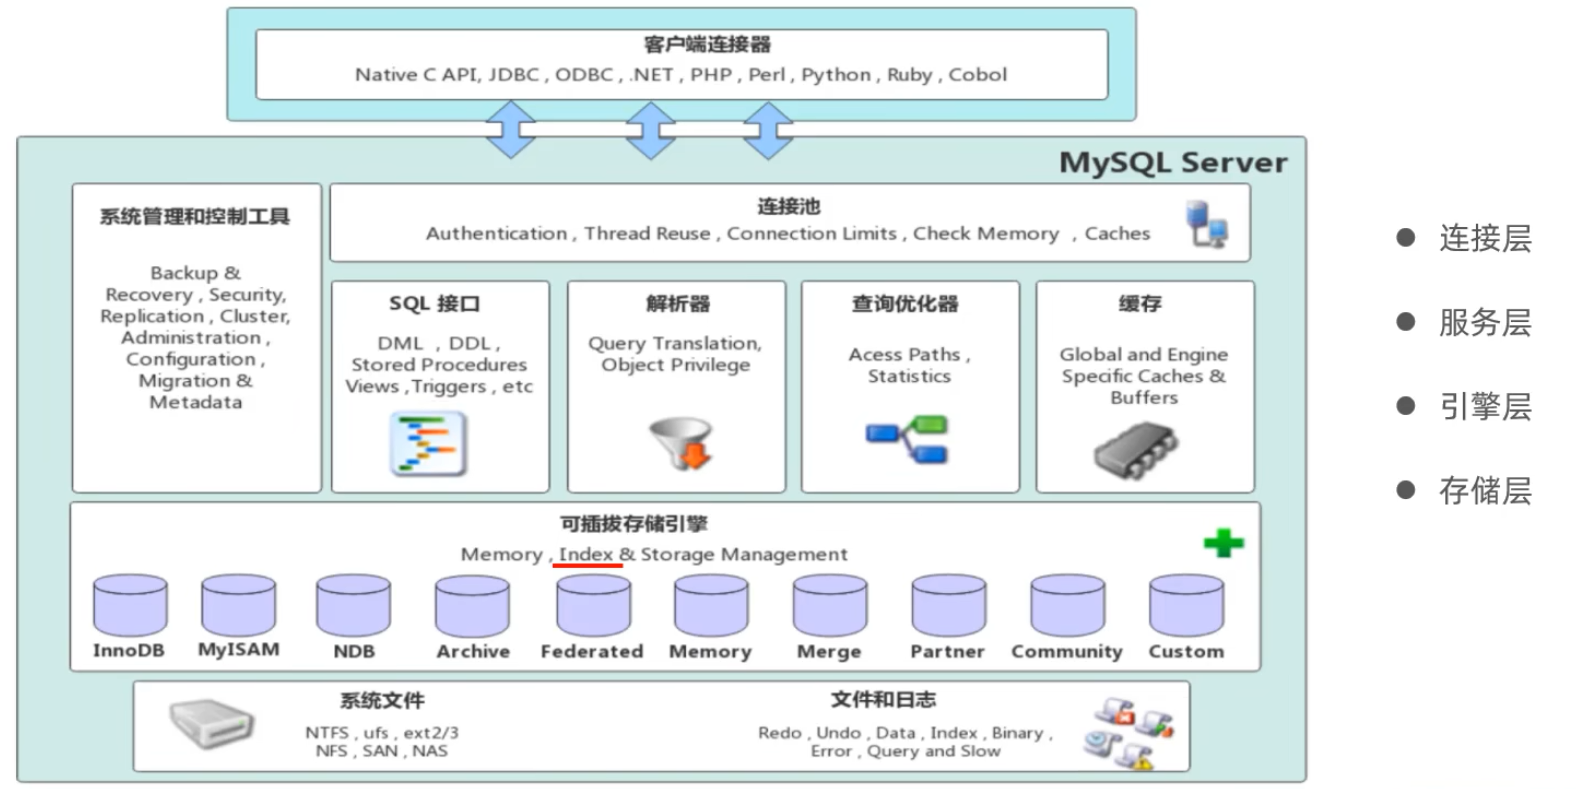 客户端连接器
Native C API, JDBC , ODBC , .NET , PHP , Perl , Python , Ruby , Cobol
MySQL Server
系统管理和控制工具
Backup &
Recovery , Security,
Replication , Cluster,
Administration ,
Configuration ,
Migration &
Metadata
连接池
Authentication , Thread Reuse , Connection Limits , Check Memory , Caches
SQL 接口
DML , DDL ,
Stored Procedures
Views ,Triggers , etc
解析器
Query Translation,
Object Privilege
查询优化器
Acess Paths ,
Statistics
缓存
Global and Engine
Specific Caches &
Buffers
可插拔存储引擎
Memory , Index & Storage Management
InnoDB
MyISAM
NDB
Archive
Federated
Memory
Merge
Partner
Community
Custom
系统文件
NTFS , ufs , ext2/3
NFS , SAN , NAS
文件和日志
Redo , Undo , Data , Index , Binary ,
Error , Query and Slow
连接层
服务层
引擎层
存储层